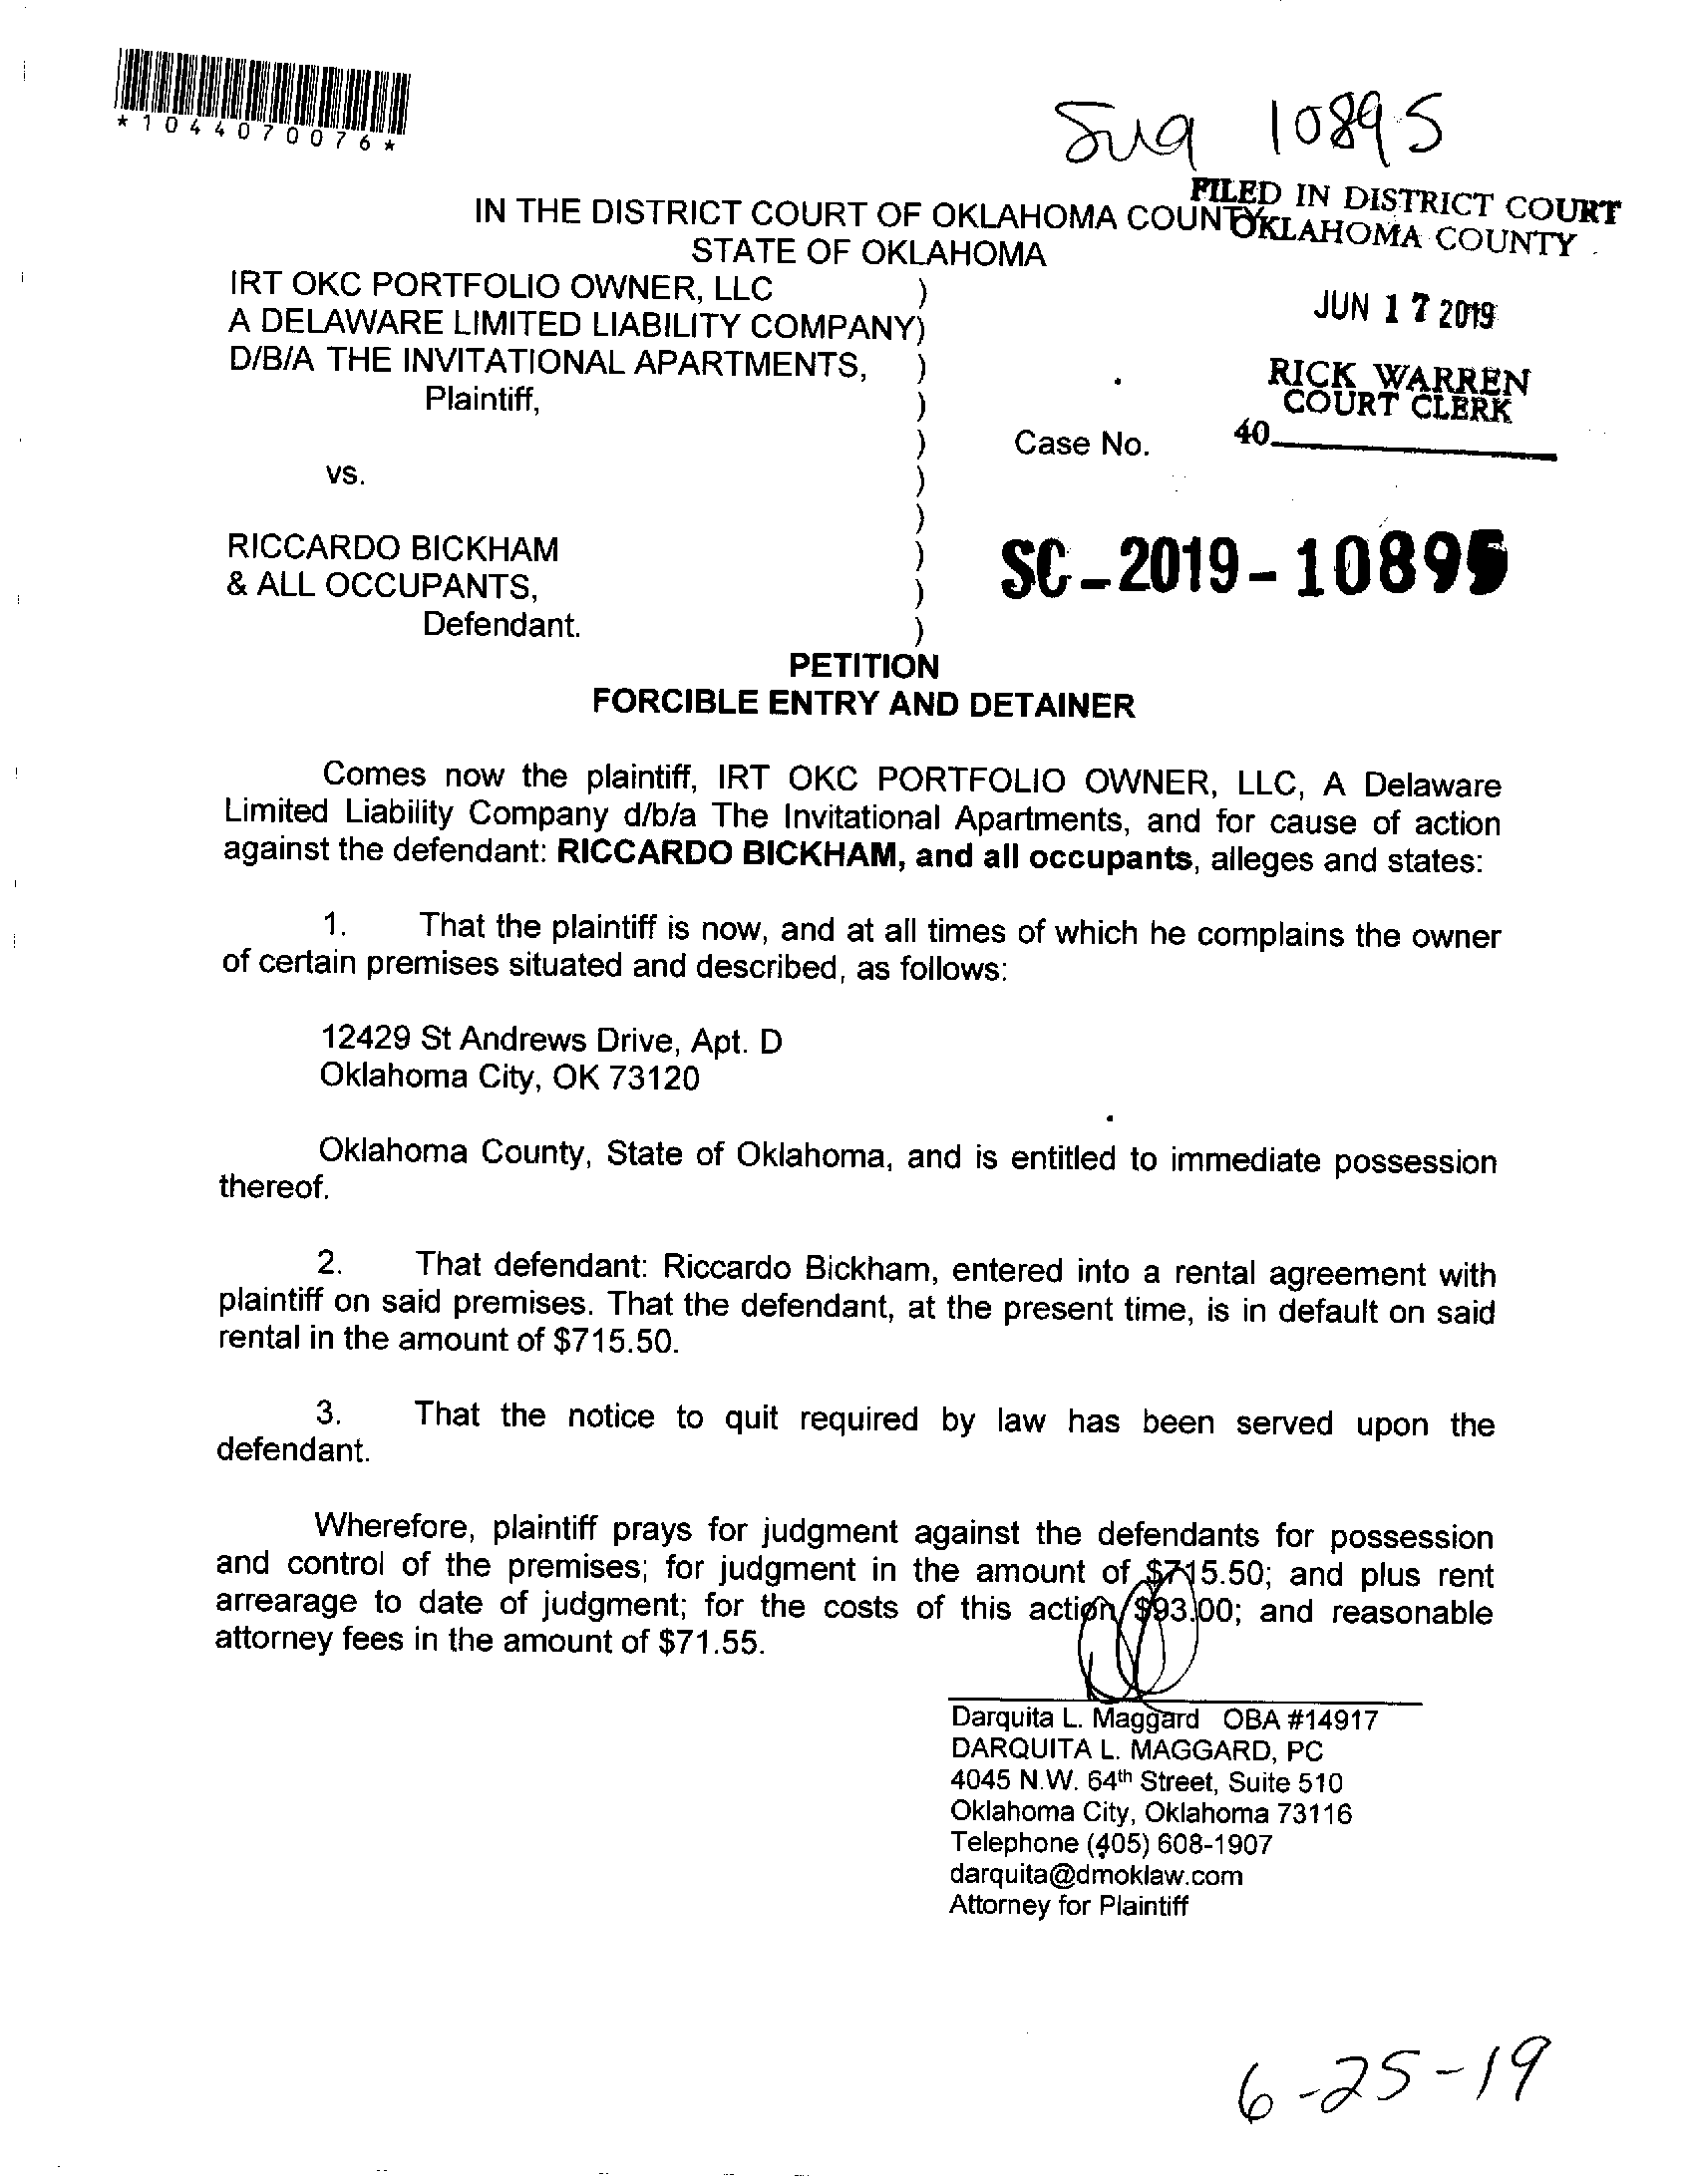 *1044070076*
10895
FILED IN DISTRICT COURT
OKLAHOMA COUNTY
IN THE DISTRICT COURT OF OKLAHOMA COUNTY
STATE OF OKLAHOMA
IRT OKC PORTFOLIO OWNER, LLC )
A DELAWARE LIMITED LIABILITY COMPANY)
D/B/A THE INVITATIONAL APARTMENTS, )
Plaintiff, )
)
vs. )
)
RICCARDO BICKHAM )
& ALL OCCUPANTS, )
Defendant. )
JUN 17 2019
RICK WARREN
COURT CLERK
Case No. 40
SC-2019-10895
PETITION
FORCIBLE ENTRY AND DETAINER
Comes now the plaintiff, IRT OKC PORTFOLIO OWNER, LLC, A Delaware
Limited Liability Company d/b/a The Invitational Apartments, and for cause of action
against the defendant: RICCARDO BICKHAM, and all occupants, alleges and states:
1. That the plaintiff is now, and at all times of which he complains the owner
of certain premises situated and described, as follows:
12429 St Andrews Drive, Apt. D
Oklahoma City, OK 73120
Oklahoma County, State of Oklahoma, and is entitled to immediate possession
thereof.
2. That defendant: Riccardo Bickham, entered into a rental agreement with
plaintiff on said premises. That the defendant, at the present time, is in default on said
rental in the amount of $715.50.
3. That the notice to quit required by law has been served upon the
defendant.
Wherefore, plaintiff prays for judgment against the defendants for possession
and control of the premises; for judgment in the amount of $715.50; and plus rent
arrearage to date of judgment; for the costs of this action $93.00; and reasonable
attorney fees in the amount of $71.55.
Darquita L. Maggard OBA #14917
DARQUITA L. MAGGARD, PC
4045 N.W. 64th Street, Suite 510
Oklahoma City, Oklahoma 73116
Telephone (405) 608-1907
darquita@dmoklaw.com
Attorney for Plaintiff
6-25-19